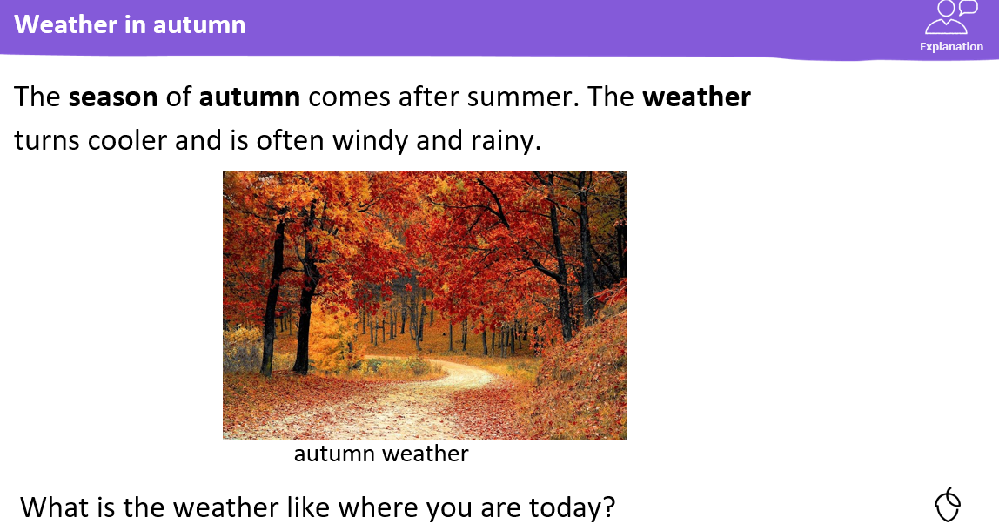 Weather in autumn
Explanation
The season of autumn comes after summer. The weather
turns cooler and is often windy and rainy.
autumn weather
What is the weather like where you are today?